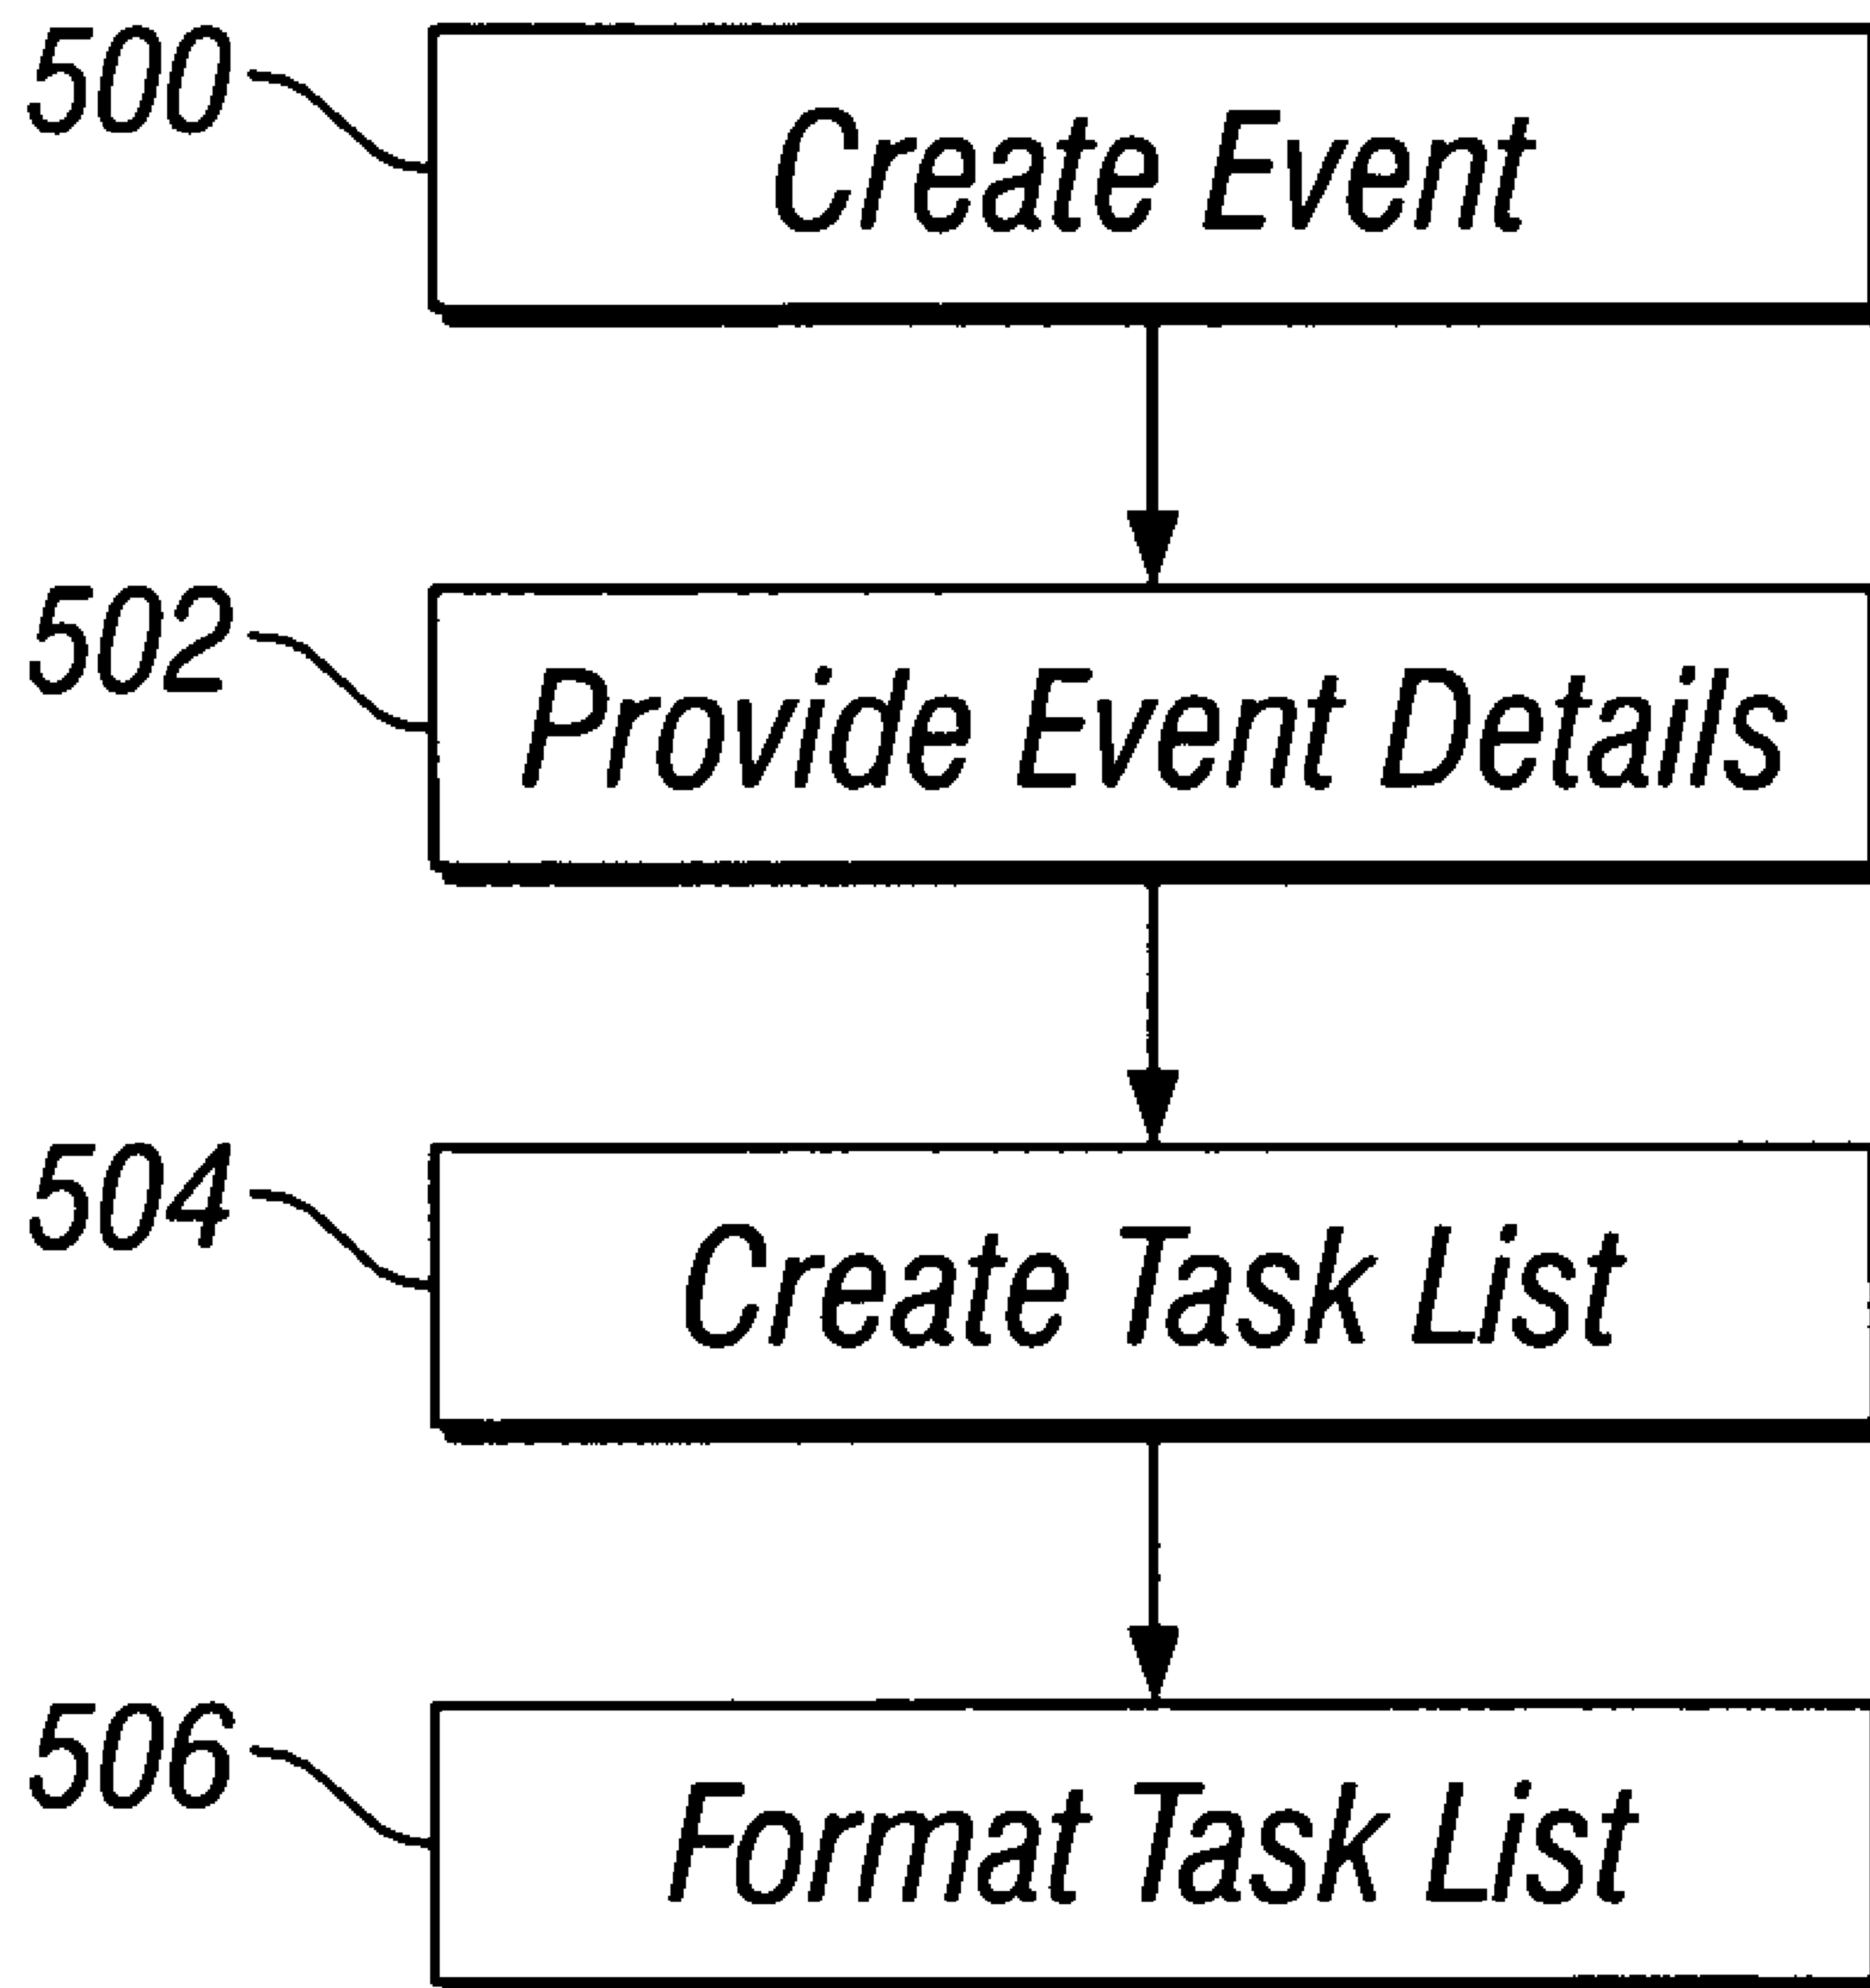 500
Create Event
502
Provide Event Details
504
Create Task List
506
Format Task List